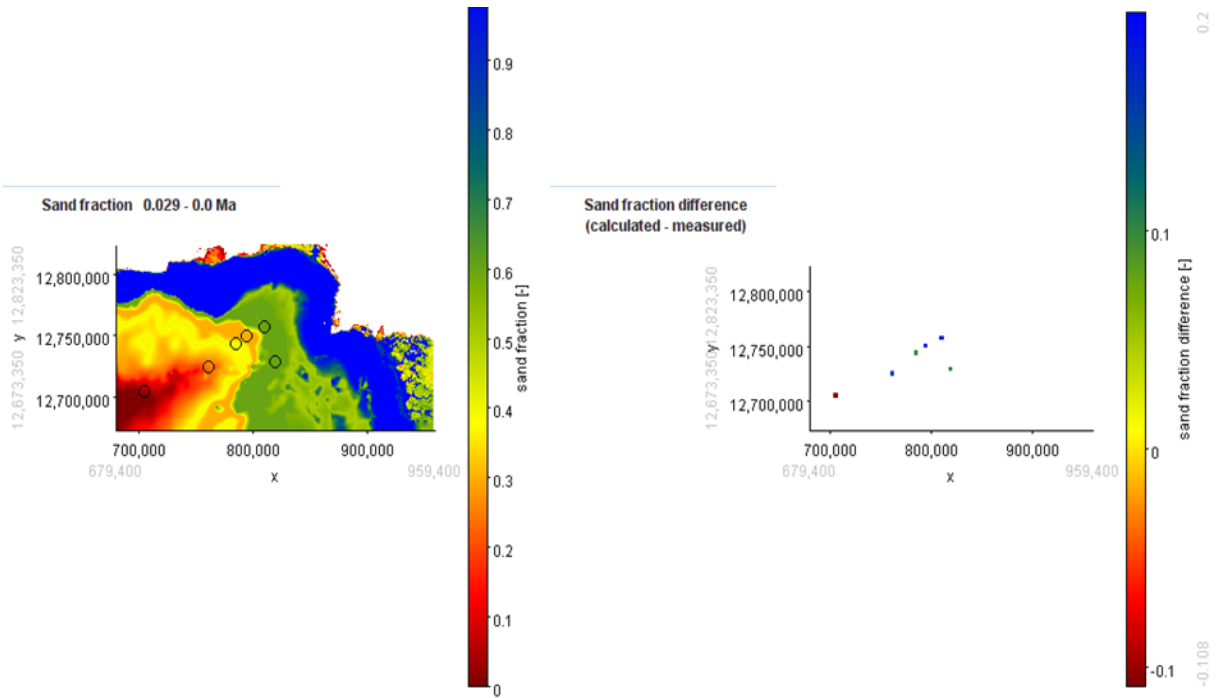 0.9
0.8
0.7
0.6
0.5
0.4
0.3
0.2
0.1
0
sand fraction [-]
Sand fraction 0.029 - 0.0 Ma
12,673,350 y 12,823,350
12,800,000
12,750,000
12,700,000
700,000 800,000 900,000
679,400 x 959,400
Sand fraction difference
(calculated - measured)
12,673,350 y 12,823,350
12,800,000
12,750,000
12,700,000
700,000 800,000 900,000
679,400 x 959,400
0.2
0.1
0
-0.1
-0.108
sand fraction difference [-]